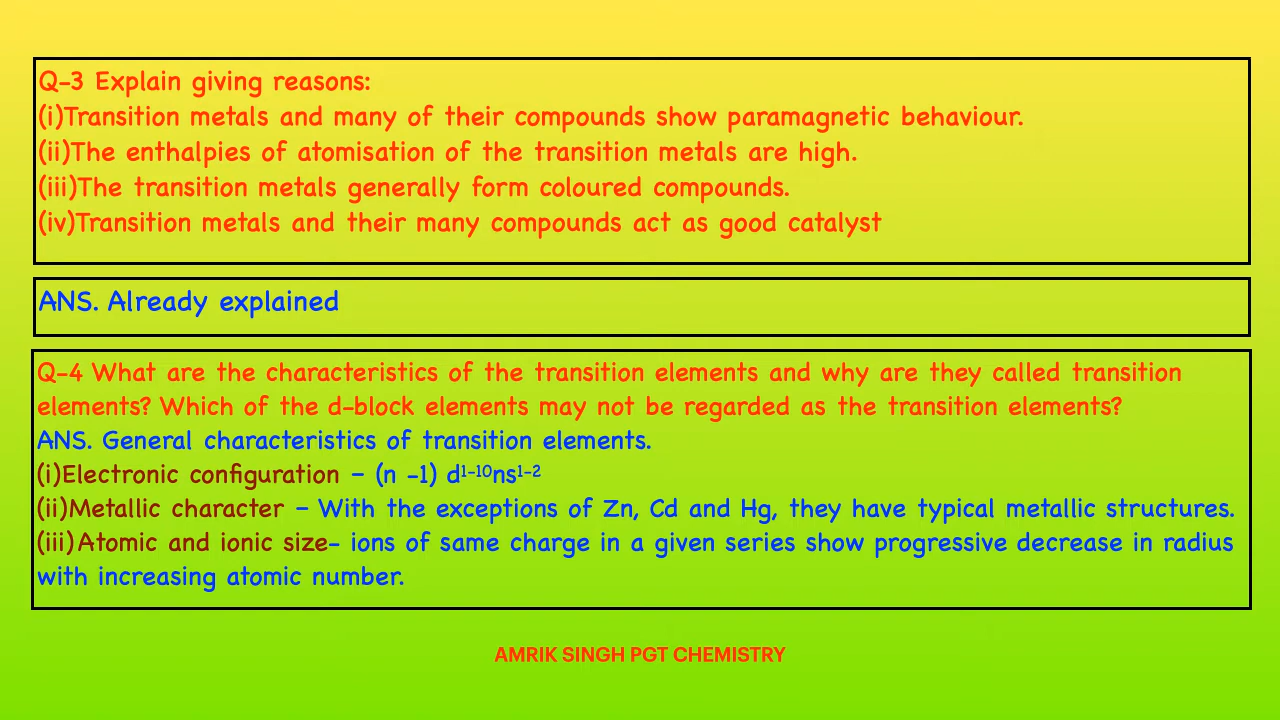 Q-3 Explain giving reasons:
(i)Transition metals and many of their compounds show paramagnetic behaviour.
(ii)The enthalpies of atomisation of the transition metals are high.
(iii)The transition metals generally form coloured compounds.
(iv)Transition metals and their many compounds act as good catalyst
ANS. Already explained
Q-4 What are the characteristics of the transition elements and why are they called transition
elements? Which of the d-block elements may not be regarded as the transition elements?
ANS. General characteristics of transition elements.
(i)Electronic configuration – (n -1) d¹⁻¹⁰ns¹⁻²
(ii)Metallic character – With the exceptions of Zn, Cd and Hg, they have typical metallic structures.
(iii)Atomic and ionic size- ions of same charge in a given series show progressive decrease in radius
with increasing atomic number.
AMRIK SINGH PGT CHEMISTRY